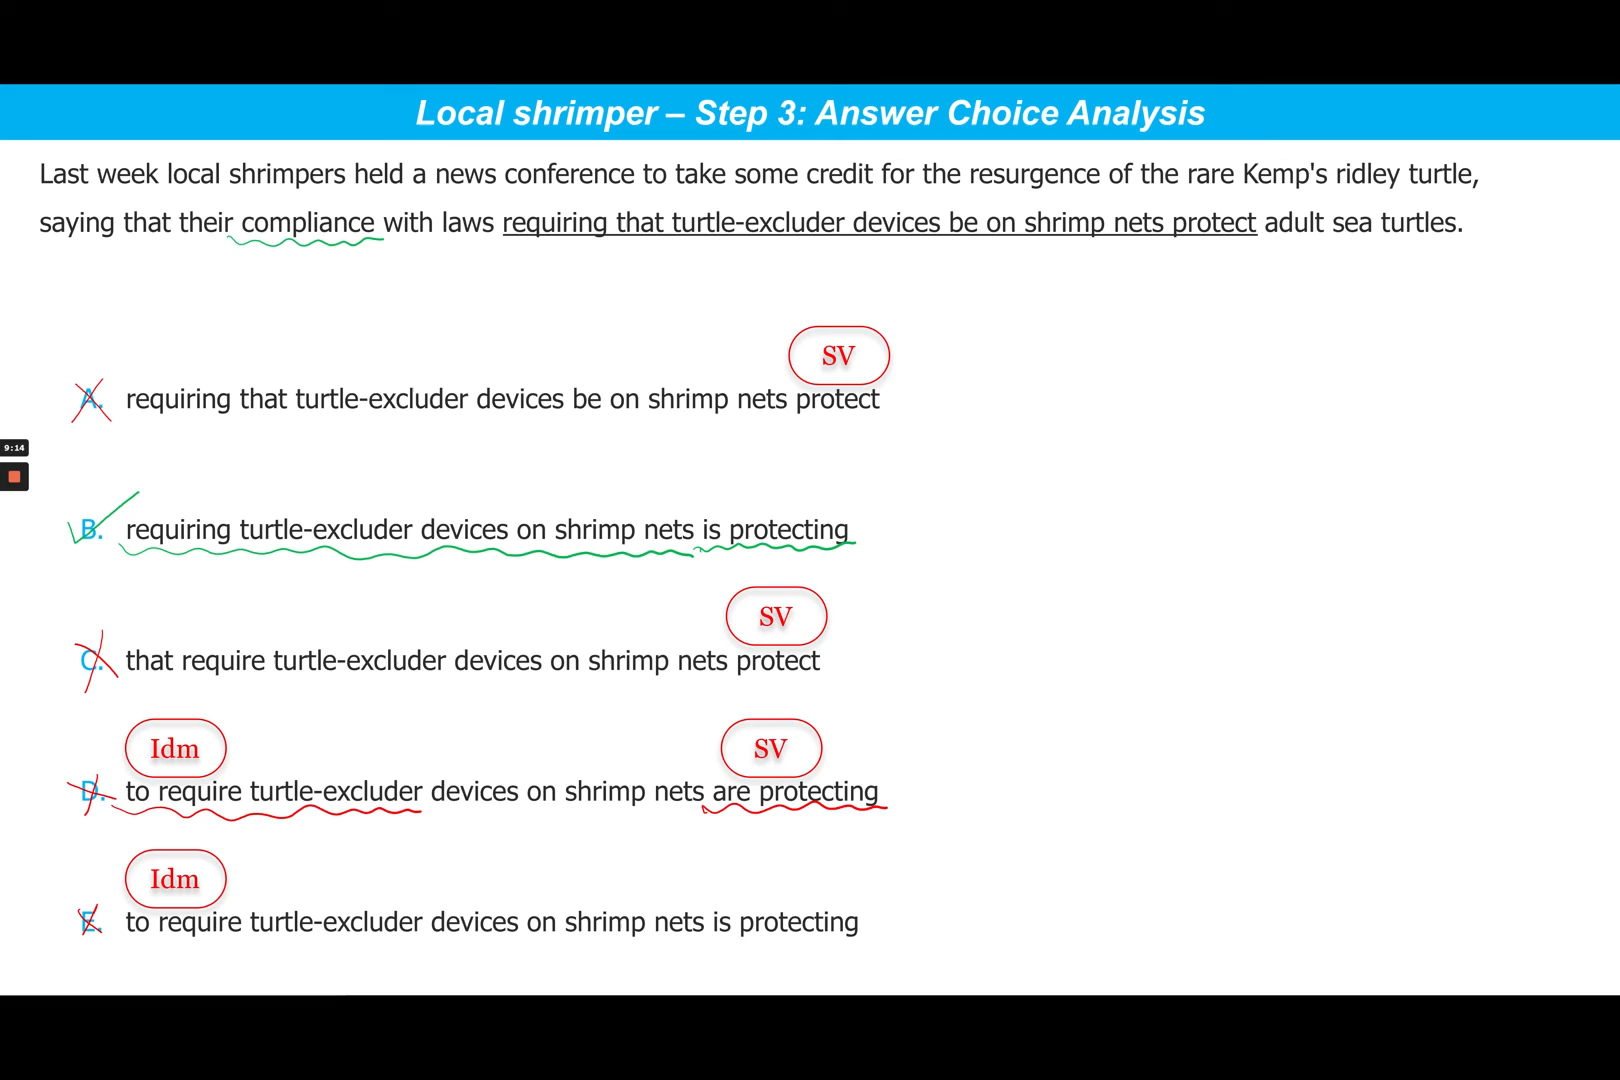 Local shrimper – Step 3: Answer Choice Analysis
Last week local shrimpers held a news conference to take some credit for the resurgence of the rare Kemp's ridley turtle,
saying that their compliance with laws requiring that turtle-excluder devices be on shrimp nets protect adult sea turtles.
SV
A. requiring that turtle-excluder devices be on shrimp nets protect
9:14
B. requiring turtle-excluder devices on shrimp nets is protecting
SV
C. that require turtle-excluder devices on shrimp nets protect
Idm SV
D. to require turtle-excluder devices on shrimp nets are protecting
Idm
E. to require turtle-excluder devices on shrimp nets is protecting